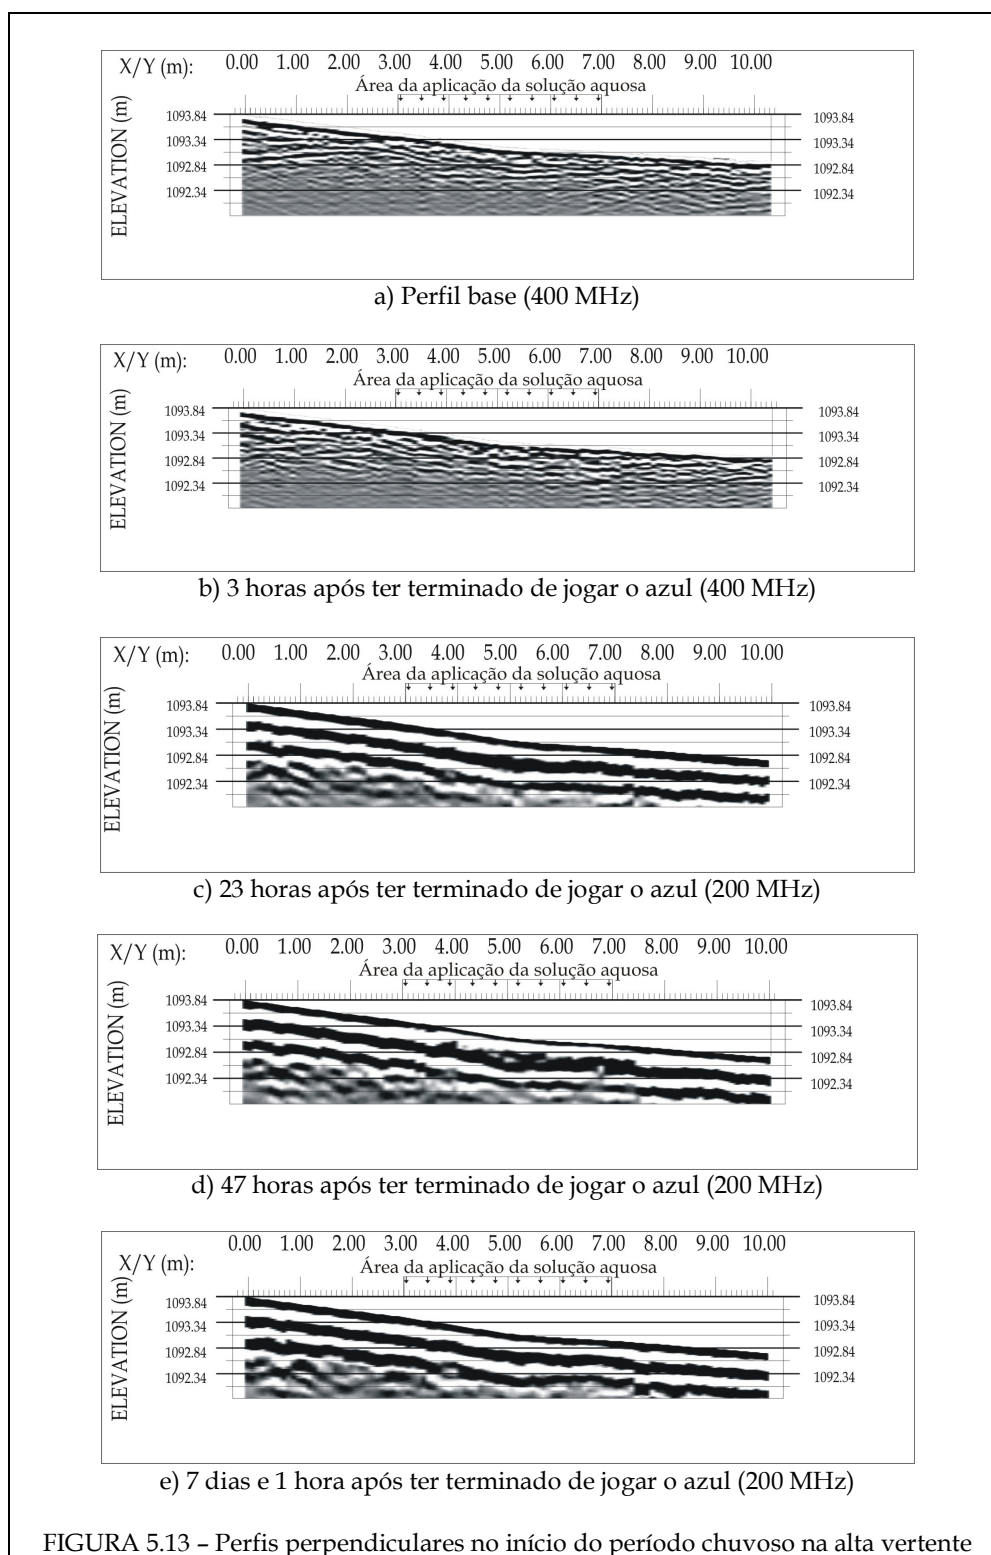 X/Y (m): 0.00 1.00 2.00 3.00 4.00 5.00 6.00 7.00 8.00 9.00 10.00
Área da aplicação da solução aquosa
ELEVATION (m)
1093.84 1093.84
1093.34 1093.34
1092.84 1092.84
1092.34 1092.34
a) Perfil base (400 MHz)
X/Y (m): 0.00 1.00 2.00 3.00 4.00 5.00 6.00 7.00 8.00 9.00 10.00
Área da aplicação da solução aquosa
ELEVATION (m)
1093.84 1093.84
1093.34 1093.34
1092.84 1092.84
1092.34 1092.34
b) 3 horas após ter terminado de jogar o azul (400 MHz)
X/Y (m): 0.00 1.00 2.00 3.00 4.00 5.00 6.00 7.00 8.00 9.00 10.00
Área da aplicação da solução aquosa
ELEVATION (m)
1093.84 1093.84
1093.34 1093.34
1092.84 1092.84
1092.34 1092.34
c) 23 horas após ter terminado de jogar o azul (200 MHz)
X/Y (m): 0.00 1.00 2.00 3.00 4.00 5.00 6.00 7.00 8.00 9.00 10.00
Área da aplicação da solução aquosa
ELEVATION (m)
1093.84 1093.84
1093.34 1093.34
1092.84 1092.84
1092.34 1092.34
d) 47 horas após ter terminado de jogar o azul (200 MHz)
X/Y (m): 0.00 1.00 2.00 3.00 4.00 5.00 6.00 7.00 8.00 9.00 10.00
Área da aplicação da solução aquosa
ELEVATION (m)
1093.84 1093.84
1093.34 1093.34
1092.84 1092.84
1092.34 1092.34
e) 7 dias e 1 hora após ter terminado de jogar o azul (200 MHz)
FIGURA 5.13 – Perfis perpendiculares no início do período chuvoso na alta vertente